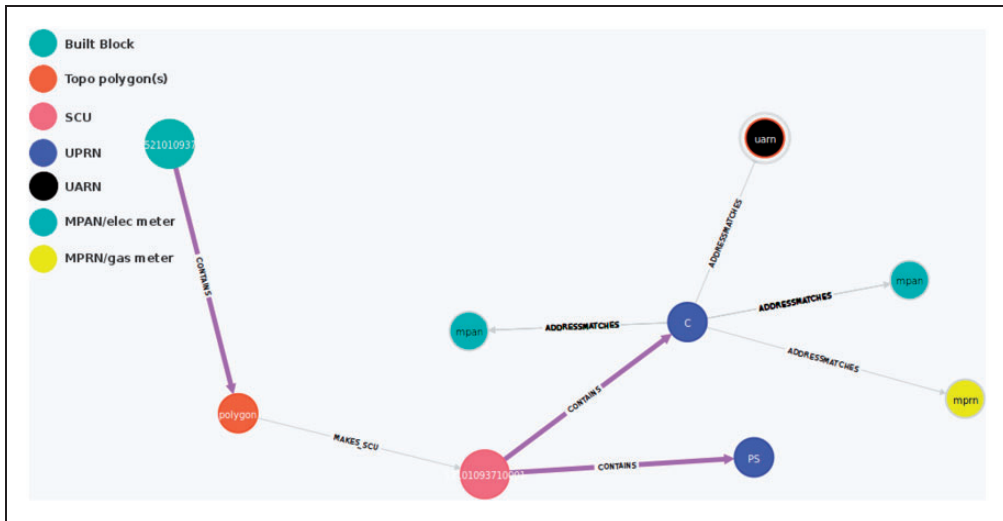 Built Block
Topo polygon(s)
SCU
UPRN
UARN
MPAN/elec meter
MPRN/gas meter
521010937
uarn
CONTAINS
ADDRESSMATCHES
mpan
ADDRESSMATCHES
C
mpan
ADDRESSMATCHES
ADDRESSMATCHES
mprn
CONTAINS
polygon
MAKES_SCU
CONTAINS
PS